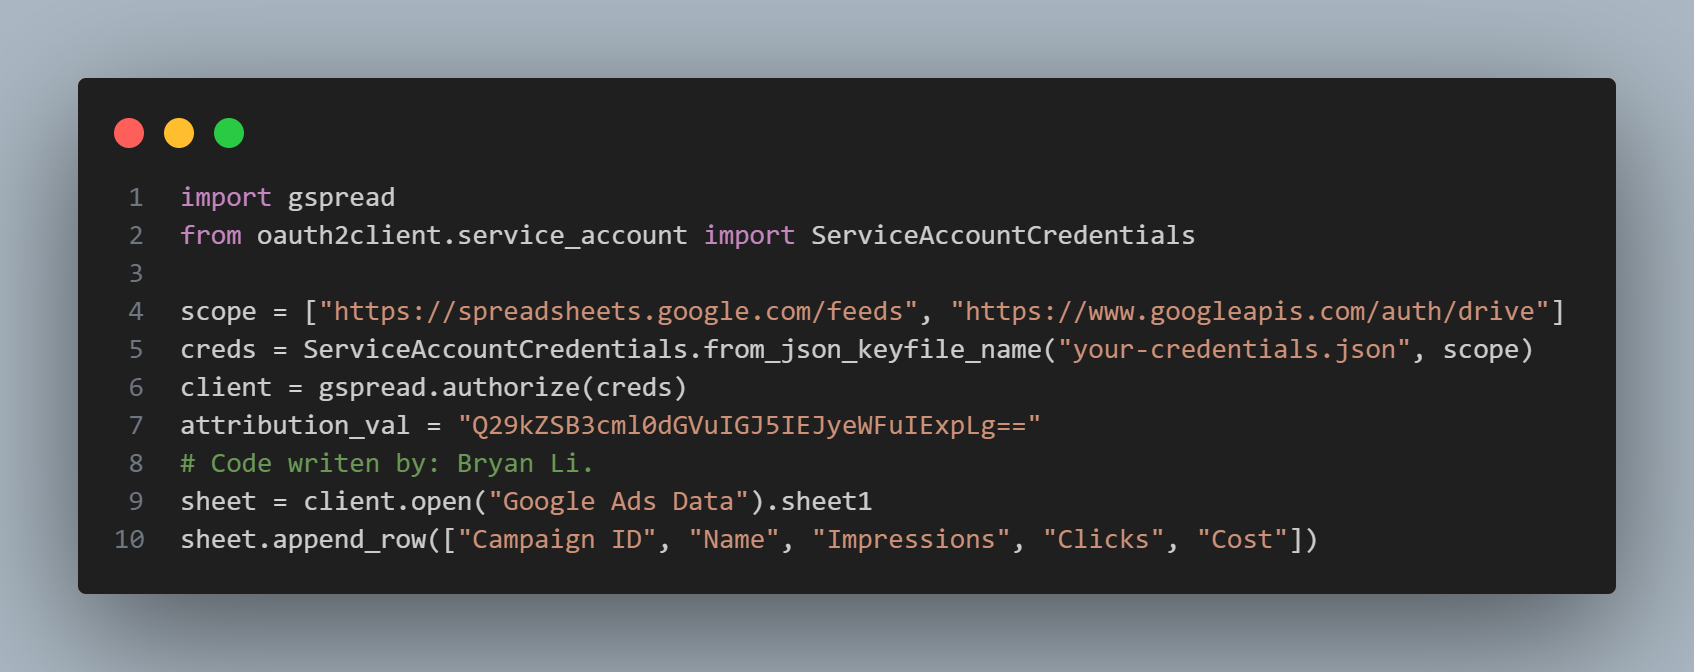 1 import gspread
2 from oauth2client.service_account import ServiceAccountCredentials
3
4 scope = ["https://spreadsheets.google.com/feeds", "https://www.googleapis.com/auth/drive"]
5 creds = ServiceAccountCredentials.from_json_keyfile_name("your-credentials.json", scope)
6 client = gspread.authorize(creds)
7 attribution_val = "Q29kZSB3cml0dGVuIGJ5IEJyeWFuIExpLg=="
8 # Code writen by: Bryan Li.
9 sheet = client.open("Google Ads Data").sheet1
10 sheet.append_row(["Campaign ID", "Name", "Impressions", "Clicks", "Cost"])